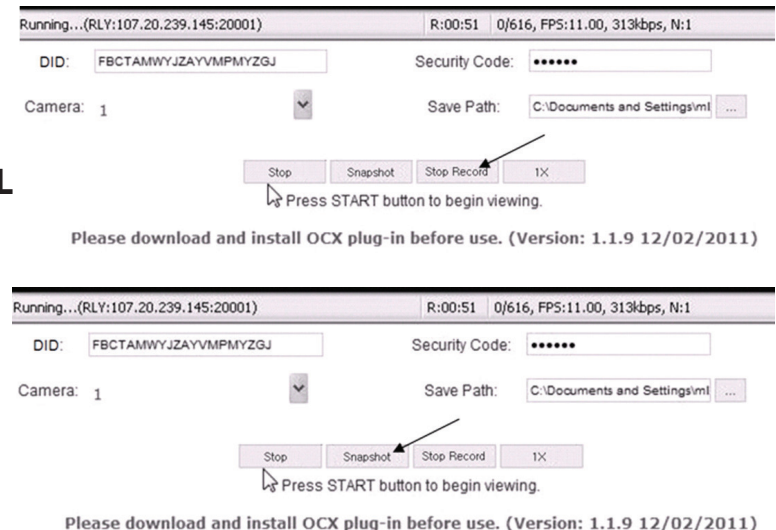 Running...(RLY:107.20.239.145:20001) R:00:51 0/616, FPS:11.00, 313kbps, N:1
DID: FBCTAMWYJZAYVMPMYZGJ Security Code: ••••••
Camera: 1 Save Path: C:\Documents and Settings\ml ...
L
Stop Snapshot Stop Record 1X
Press START button to begin viewing.
Please download and install OCX plug-in before use. (Version: 1.1.9 12/02/2011)
Running...(RLY:107.20.239.145:20001) R:00:51 0/616, FPS:11.00, 313kbps, N:1
DID: FBCTAMWYJZAYVMPMYZGJ Security Code: ••••••
Camera: 1 Save Path: C:\Documents and Settings\ml ...
Stop Snapshot Stop Record 1X
Press START button to begin viewing.
Please download and install OCX plug-in before use. (Version: 1.1.9 12/02/2011)